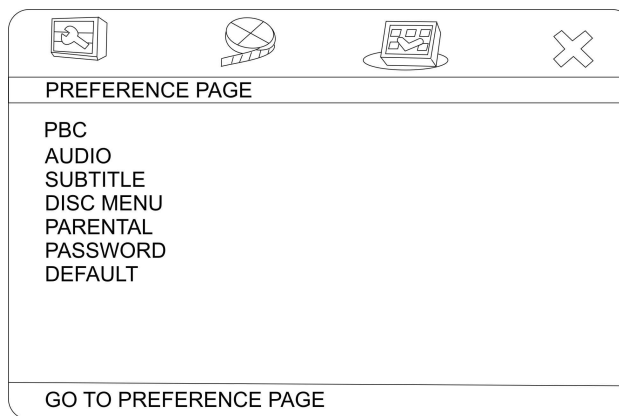 PREFERENCE PAGE
PBC
AUDIO
SUBTITLE
DISC MENU
PARENTAL
PASSWORD
DEFAULT
GO TO PREFERENCE PAGE